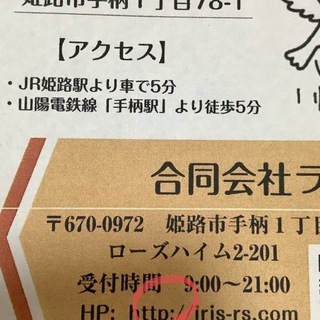 姫路市手柄1丁目78-1
【アクセス】
・JR姫路駅より車で5分
・山陽電鉄線「手柄駅」より徒歩5分
合同会社ラ
〒670-0972 姫路市手柄1丁目
ローズハイム2-201
受付時間 9:00~21:00
HP: http://iris-rs.com